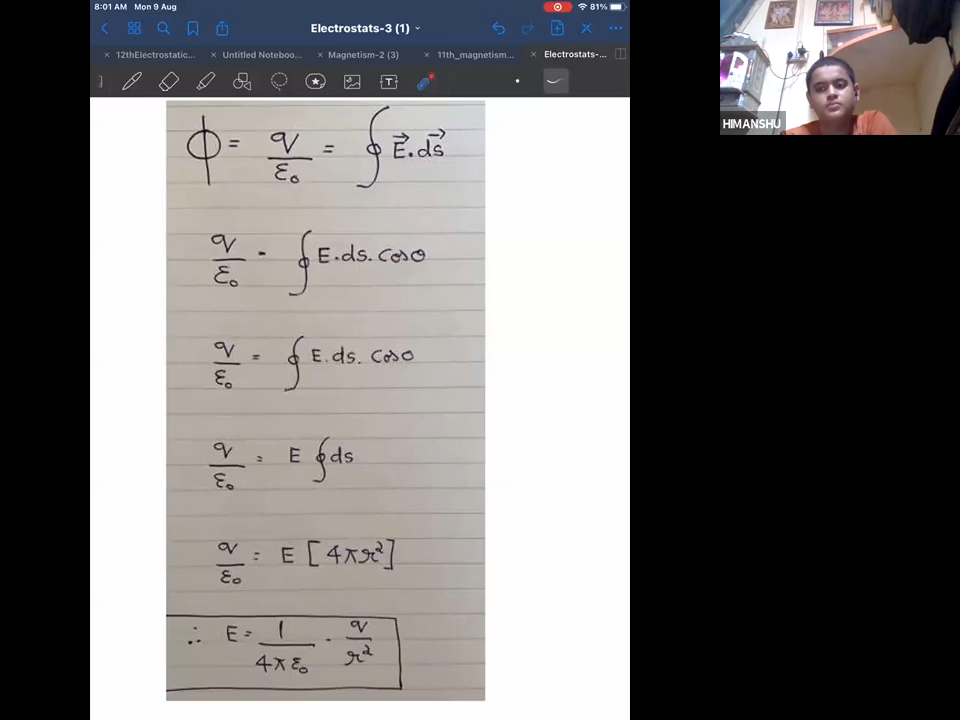 8:01 AM Mon 9 Aug
81%
Electrostats-3 (1)
12thElectrostatic...
Untitled Noteboo...
Magnetism-2 (3)
11th_magnetism...
Electrostats-...
HIMANSHU
ϕ = q/ε₀ = ∮ E⃗.ds⃗
q/ε₀ = ∮ E.ds.cosθ
q/ε₀ = ∮ E.ds.cosθ
q/ε₀ = E ∮ds
q/ε₀ = E [4πr²]
∴ E = 1/4πε₀ . q/r²